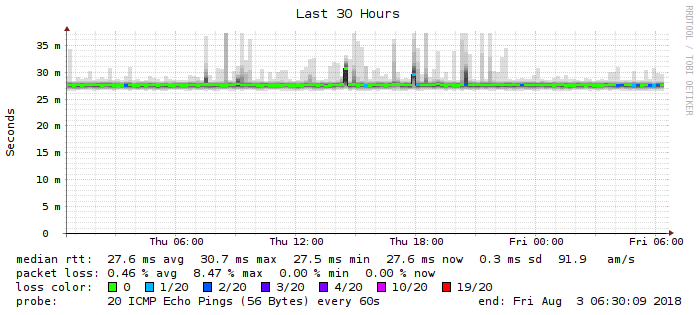 Last 30 Hours
RRDTOOL / TOBI OETIKER
Seconds
35 m
30 m
25 m
20 m
15 m
10 m
5 m
0
Thu 06:00 Thu 12:00 Thu 18:00 Fri 00:00 Fri 06:00
median rtt: 27.6 ms avg 30.7 ms max 27.5 ms min 27.6 ms now 0.3 ms sd 91.9 am/s
packet loss: 0.46 % avg 8.47 % max 0.00 % min 0.00 % now
loss color: 0 1/20 2/20 3/20 4/20 10/20 19/20
probe: 20 ICMP Echo Pings (56 Bytes) every 60s end: Fri Aug 3 06:30:09 2018